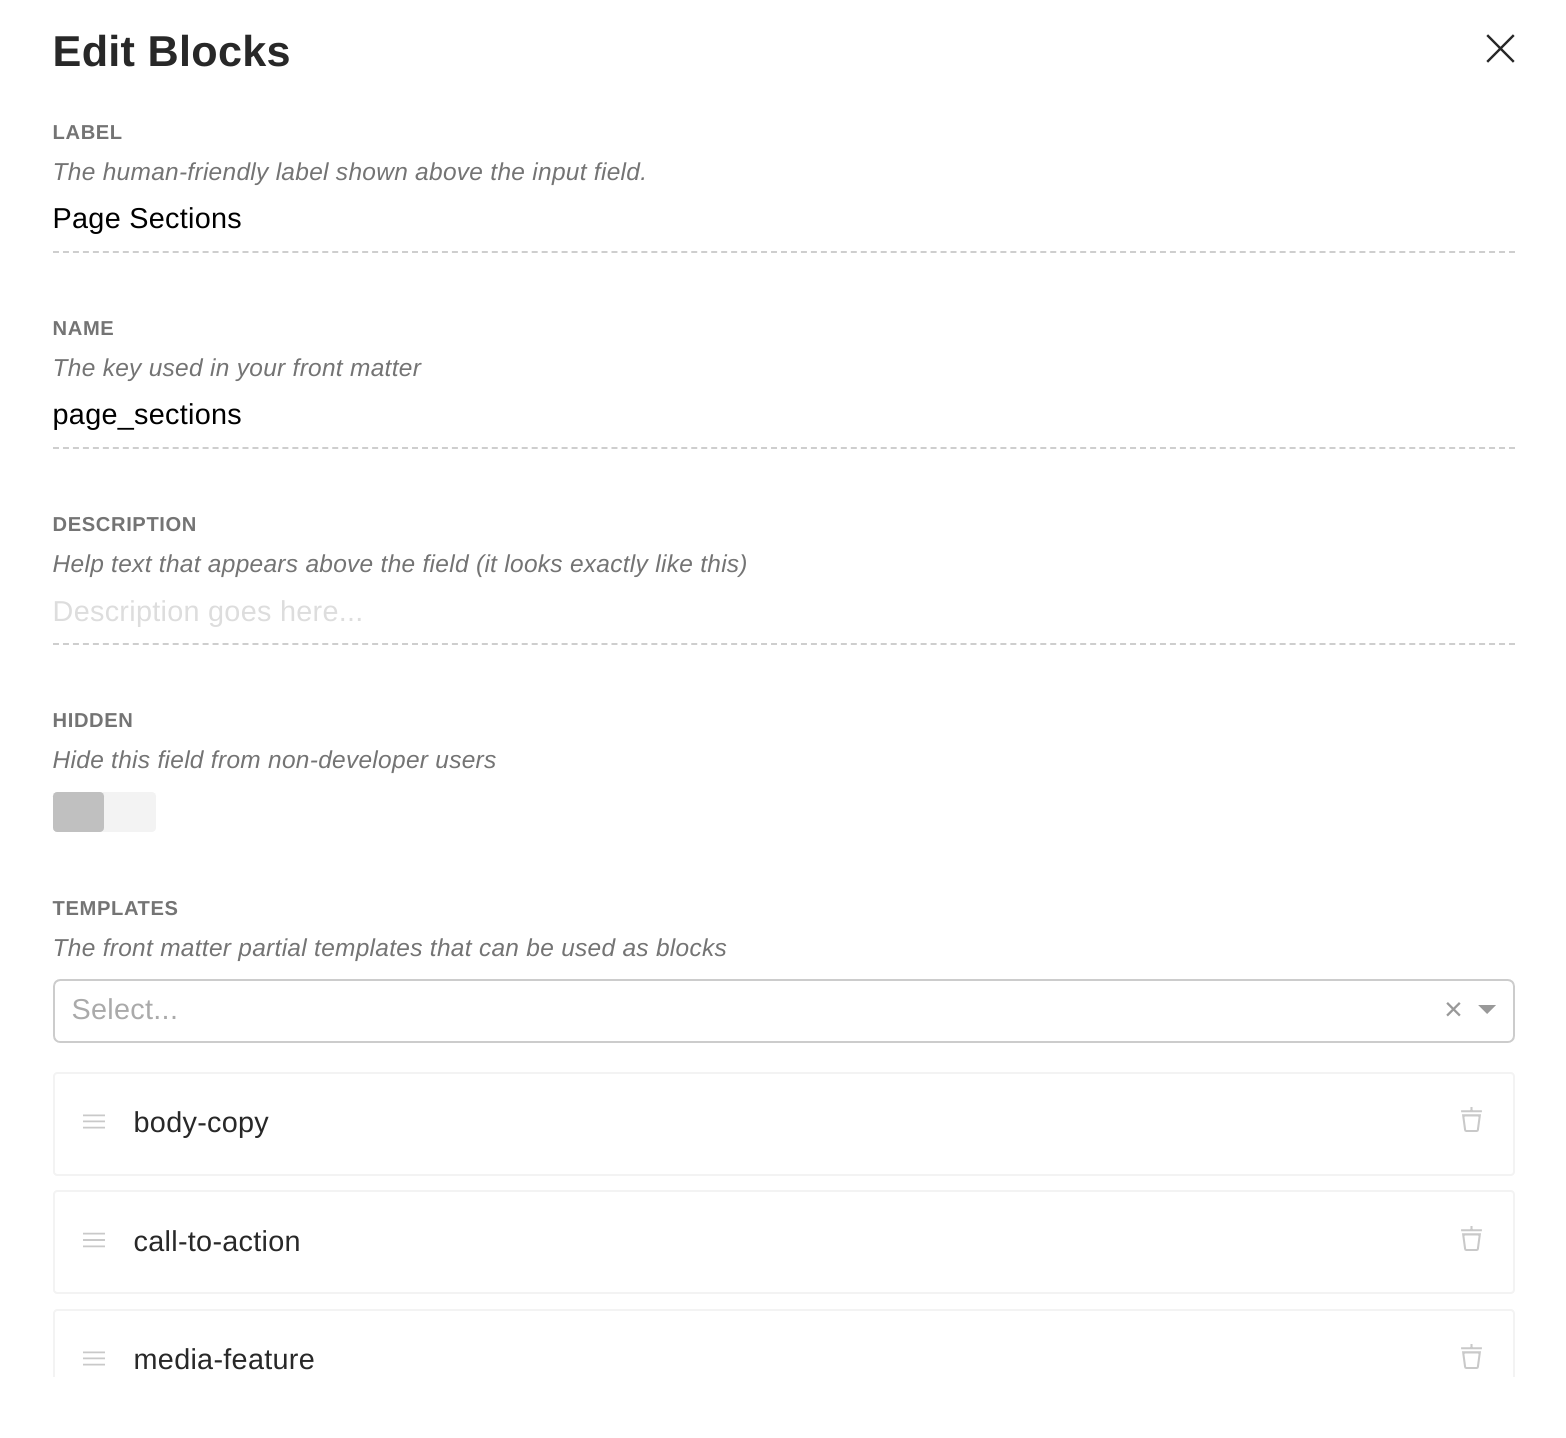 Edit Blocks
LABEL
The human-friendly label shown above the input field.
Page Sections
NAME
The key used in your front matter
page_sections
DESCRIPTION
Help text that appears above the field (it looks exactly like this)
Description goes here...
HIDDEN
Hide this field from non-developer users
TEMPLATES
The front matter partial templates that can be used as blocks
Select...
body-copy
call-to-action
media-feature